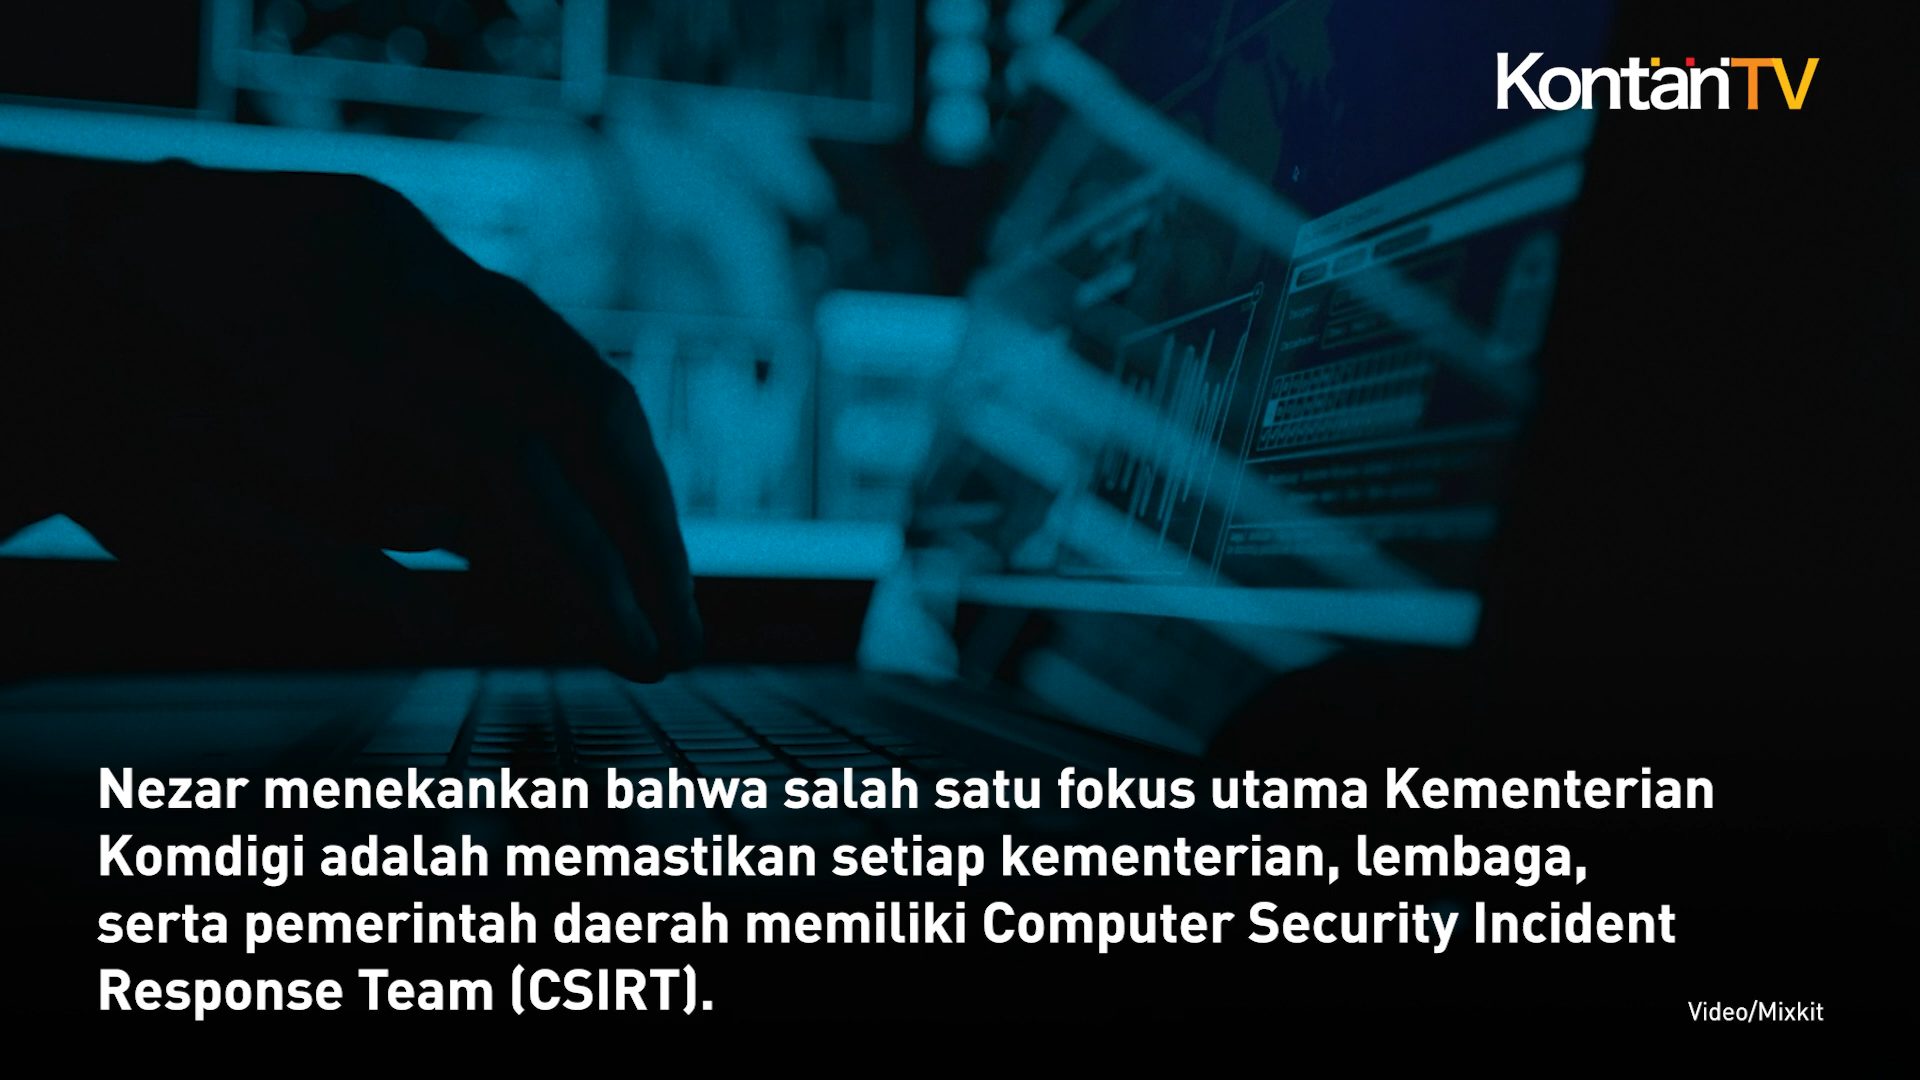 KontanTV
Nezar menekankan bahwa salah satu fokus utama Kementerian
Komdigi adalah memastikan setiap kementerian, lembaga,
serta pemerintah daerah memiliki Computer Security Incident
Response Team (CSIRT).
Video/Mixkit